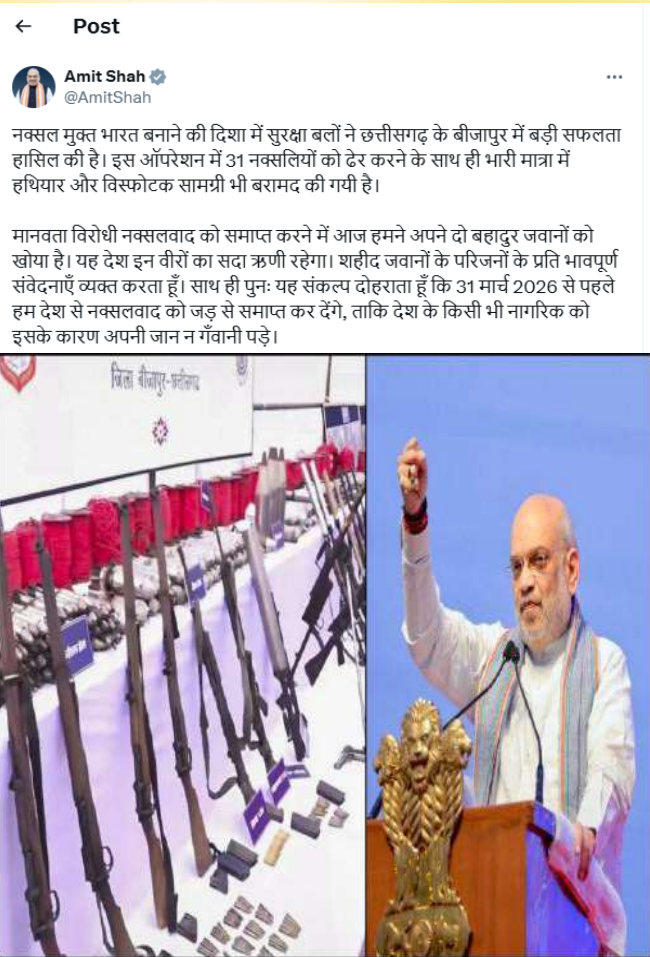 Post
Amit Shah
@AmitShah
नक्सल मुक्त भारत बनाने की दिशा में सुरक्षा बलों ने छत्तीसगढ़ के बीजापुर में बड़ी सफलता
हासिल की है। इस ऑपरेशन में 31 नक्सलियों को ढेर करने के साथ ही भारी मात्रा में
हथियार और विस्फोटक सामग्री भी बरामद की गयी है।
मानवता विरोधी नक्सलवाद को समाप्त करने में आज हमने अपने दो बहादुर जवानों को
खोया है। यह देश इन वीरों का सदा ऋणी रहेगा। शहीद जवानों के परिजनों के प्रति भावपूर्ण
संवेदनाएँ व्यक्त करता हूँ। साथ ही पुनः यह संकल्प दोहराता हूँ कि 31 मार्च 2026 से पहले
हम देश से नक्सलवाद को जड़ से समाप्त कर देंगे, ताकि देश के किसी भी नागरिक को
इसके कारण अपनी जान न गँवानी पड़े।
जिला बीजापुर-छत्तीसगढ़